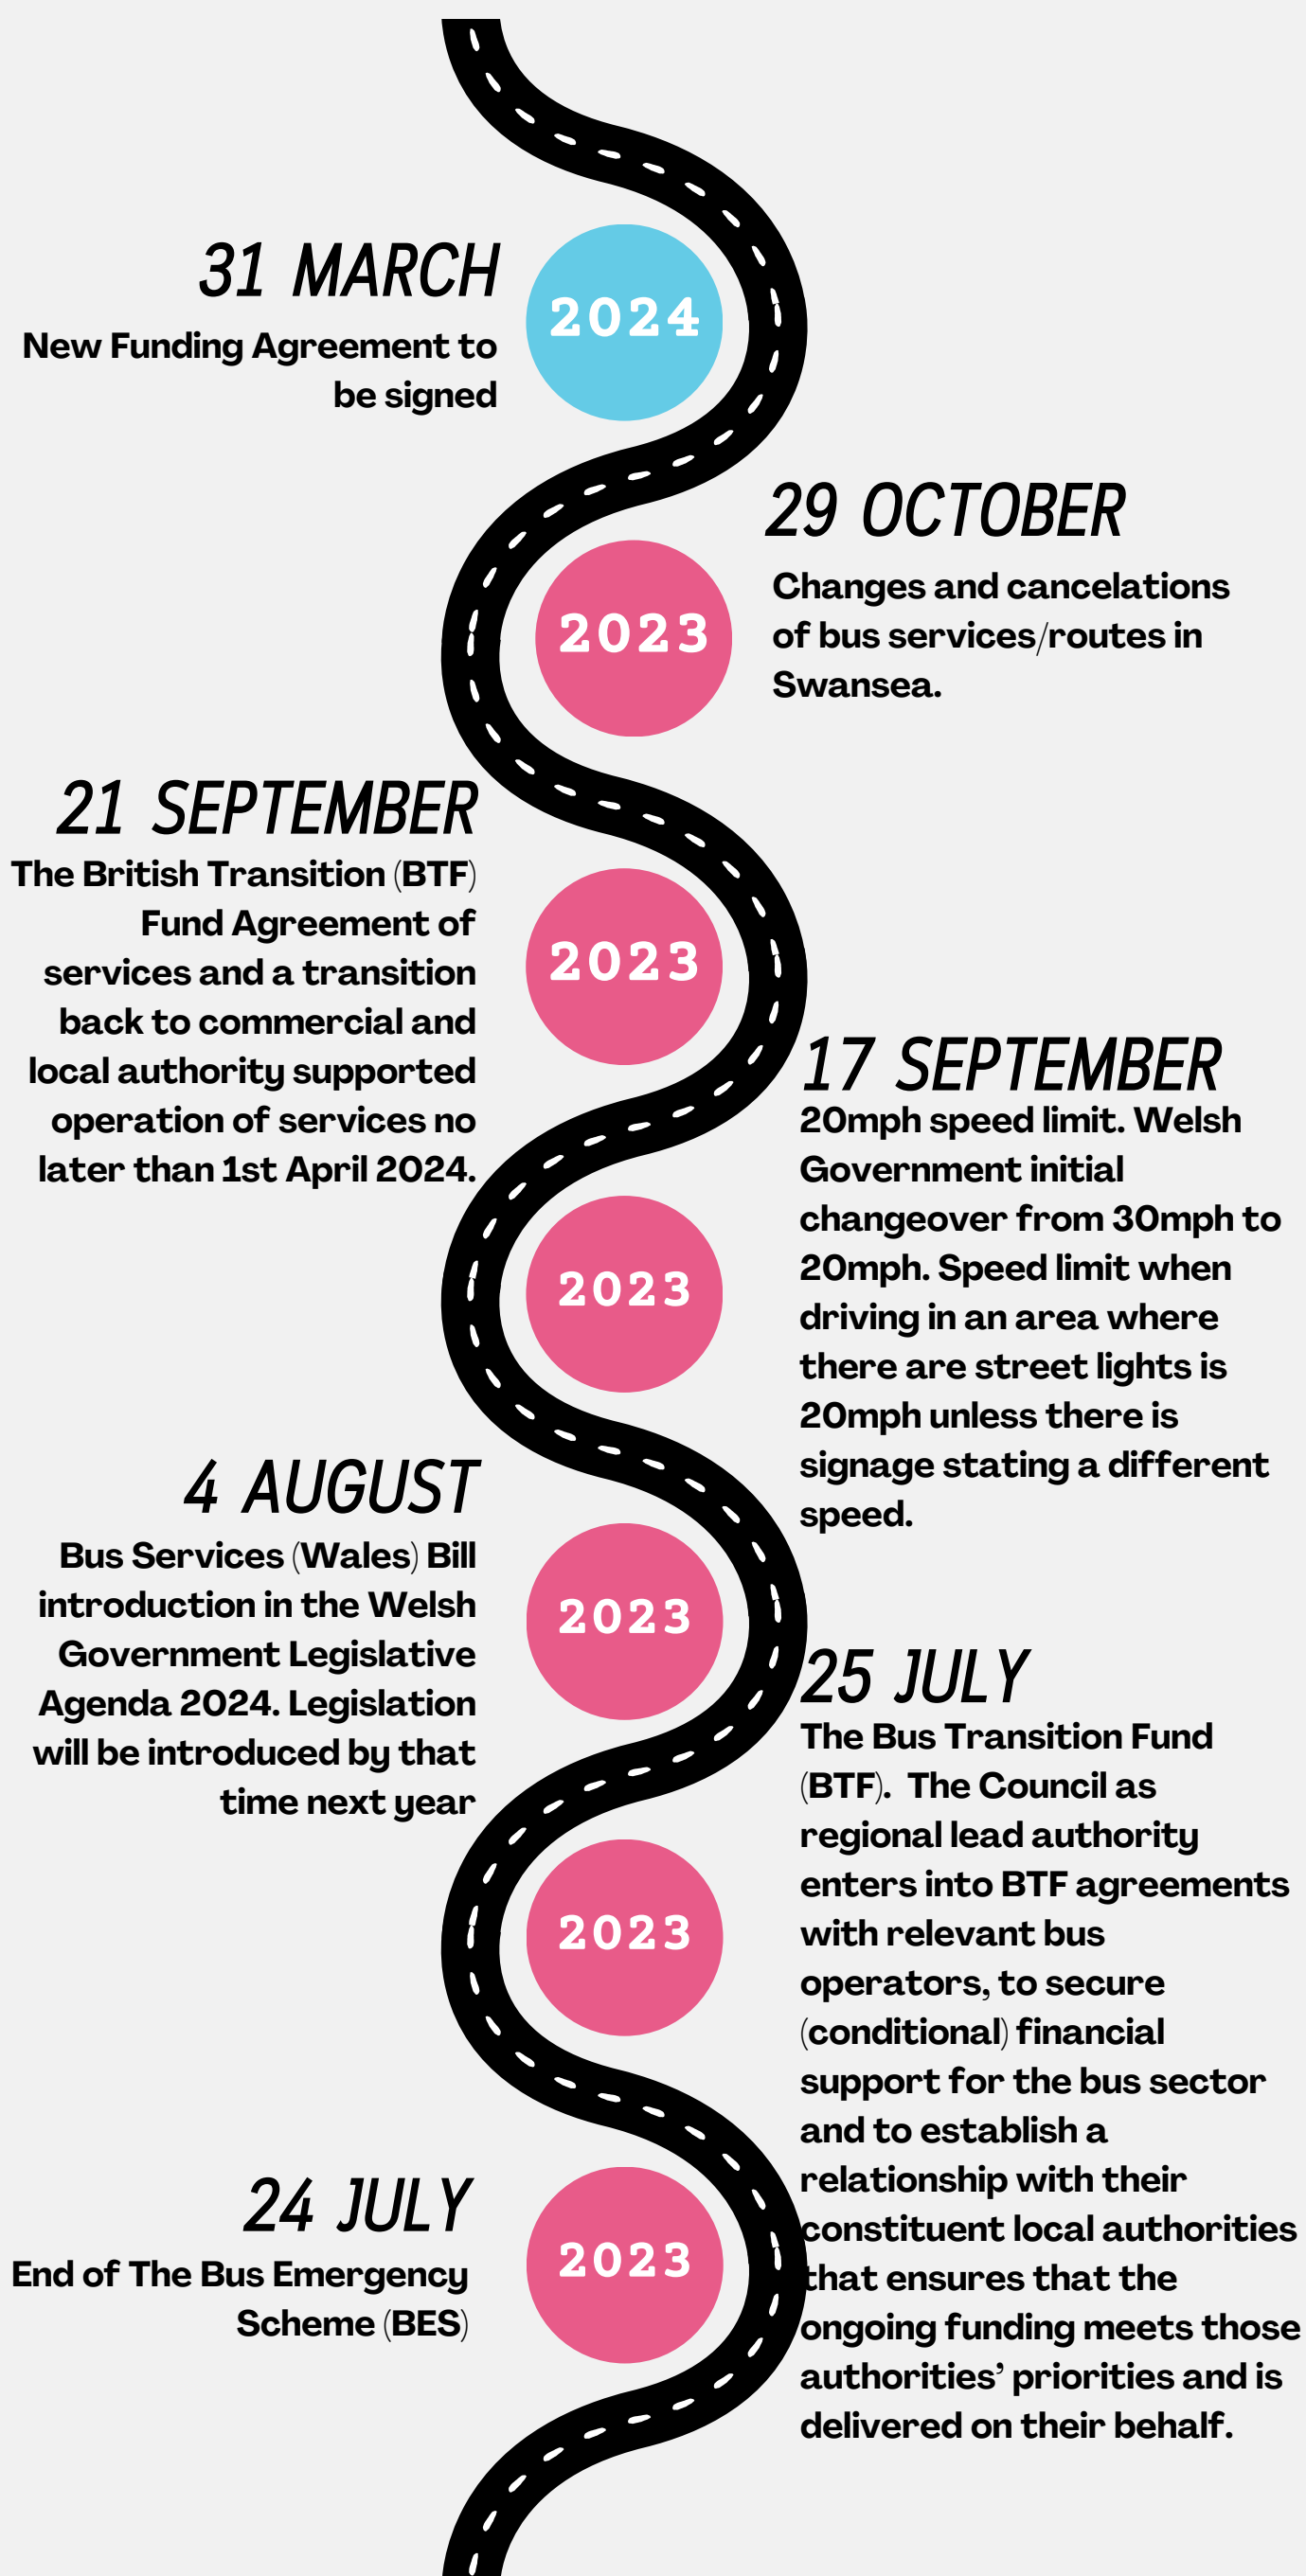 31 MARCH
New Funding Agreement to
be signed
2024
29 OCTOBER
Changes and cancelations
of bus services/routes in
Swansea.
2023
21 SEPTEMBER
The British Transition (BTF)
Fund Agreement of
services and a transition
back to commercial and
local authority supported
operation of services no
later than 1st April 2024.
2023
17 SEPTEMBER
20mph speed limit. Welsh
Government initial
changeover from 30mph to
20mph. Speed limit when
driving in an area where
there are street lights is
20mph unless there is
signage stating a different
speed.
2023
4 AUGUST
Bus Services (Wales) Bill
introduction in the Welsh
Government Legislative
Agenda 2024. Legislation
will be introduced by that
time next year
2023
25 JULY
The Bus Transition Fund
(BTF).  The Council as
regional lead authority
enters into BTF agreements
with relevant bus
operators, to secure
(conditional) financial
support for the bus sector
and to establish a
relationship with their
constituent local authorities
that ensures that the
ongoing funding meets those
authorities’ priorities and is
delivered on their behalf.
2023
24 JULY
End of The Bus Emergency
Scheme (BES)
2023